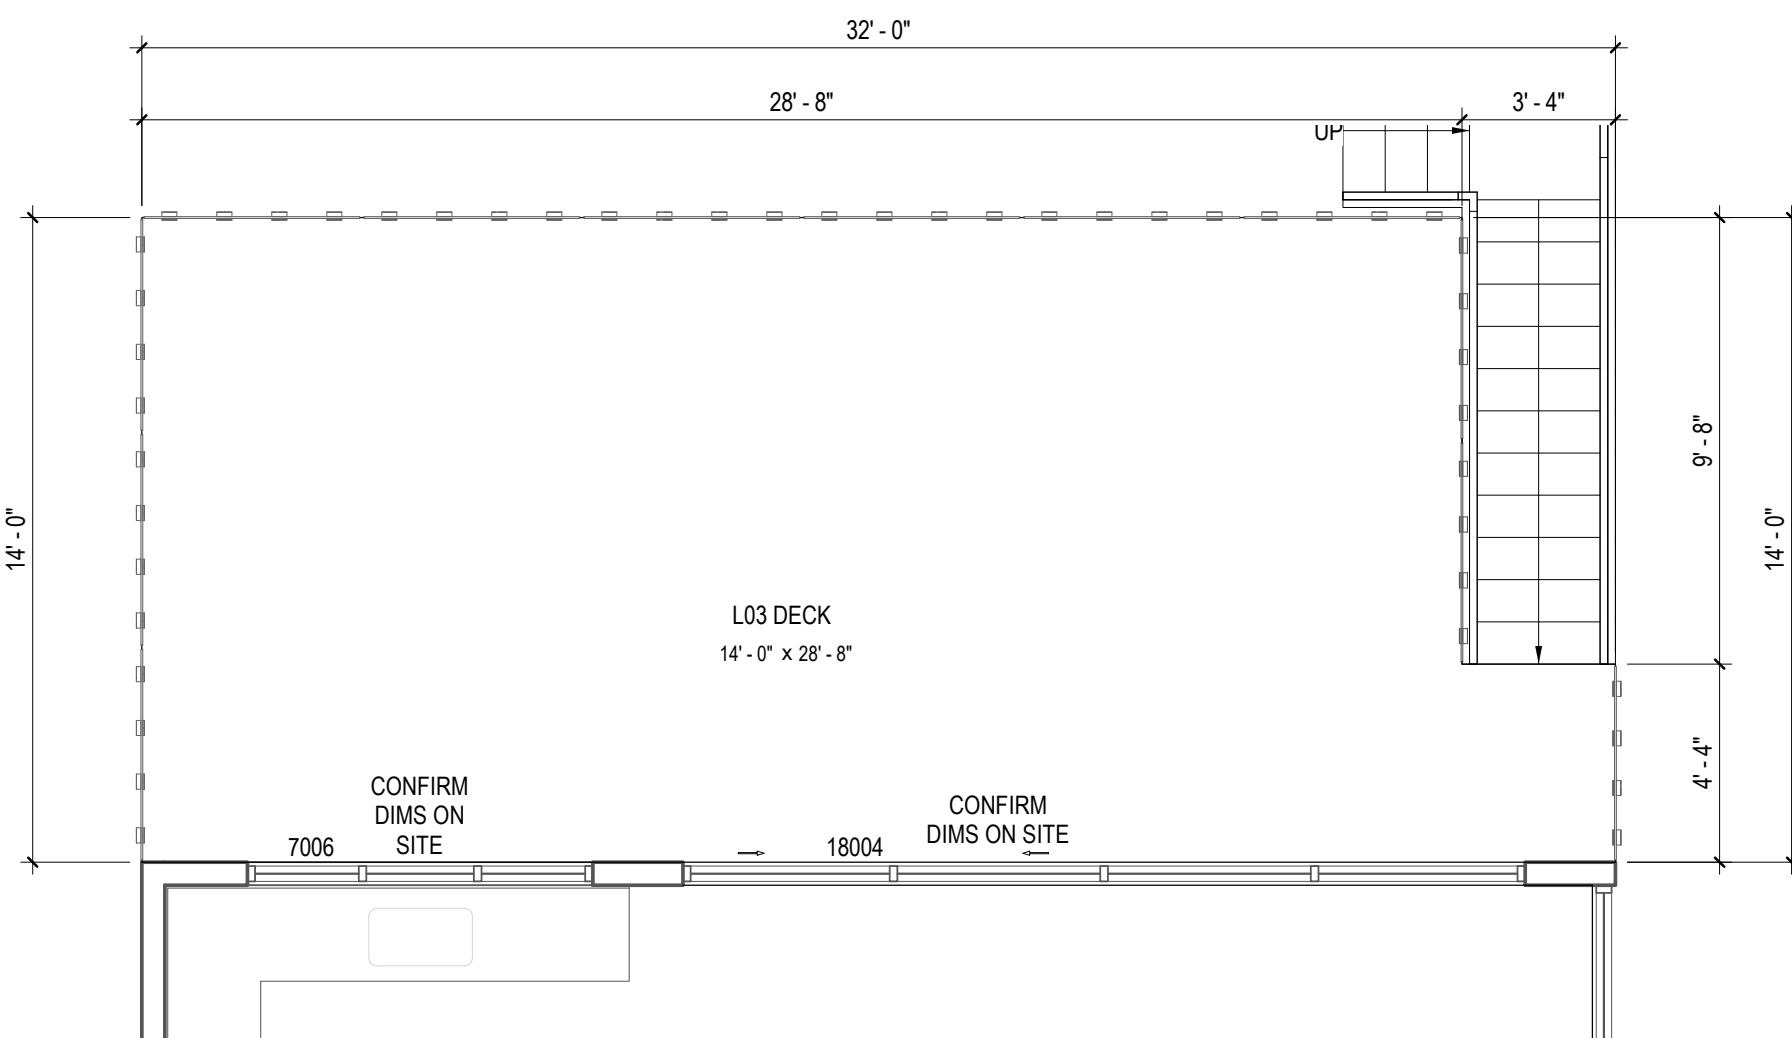 32' - 0"
28' - 8"
3' - 4"
UP
9' - 8"
14' - 0"
14' - 0"
L03 DECK
14' - 0" x 28' - 8"
4' - 4"
CONFIRM
DIMS ON
SITE
CONFIRM
DIMS ON SITE
7006
18004